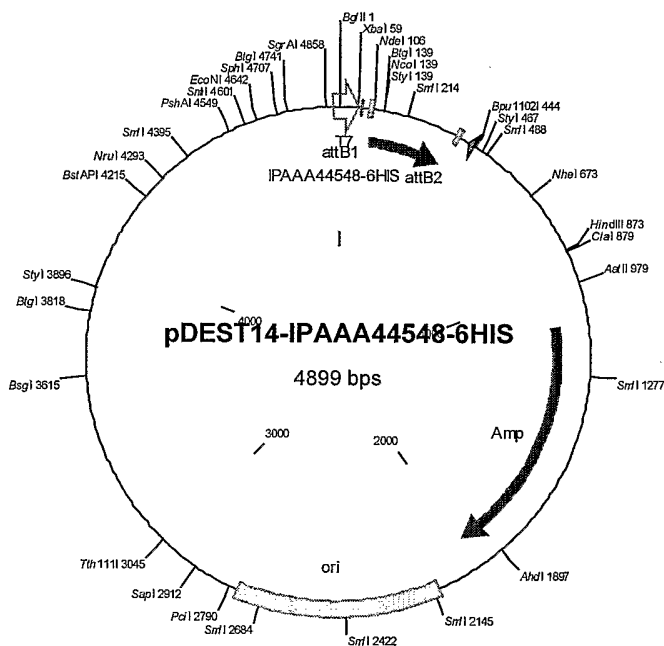 BglII 1
XbaI 59
NdeI 106
BtgI 139
NcoI 139
StyI 139
SmlI 214
Bpu1102I 444
StyI 467
SmlI 488
NheI 673
HindIII 873
ClaI 879
AatII 979
SmlI 1277
AhdI 1897
SmlI 2145
SmlI 2422
SmlI 2684
PciI 2790
SapI 2912
Tth111I 3045
BsgI 3615
BtgI 3818
StyI 3896
BstAPI 4215
NruI 4293
SmlI 4395
PshAI 4549
EcoNI 4642
SphI 4707
BtgI 4741
SgrAI 4858
attB1
IPAAA44548-6HIS attB2
4000
pDEST14-IPAAA44548-6HIS
4899 bps
3000
2000
Amp
ori